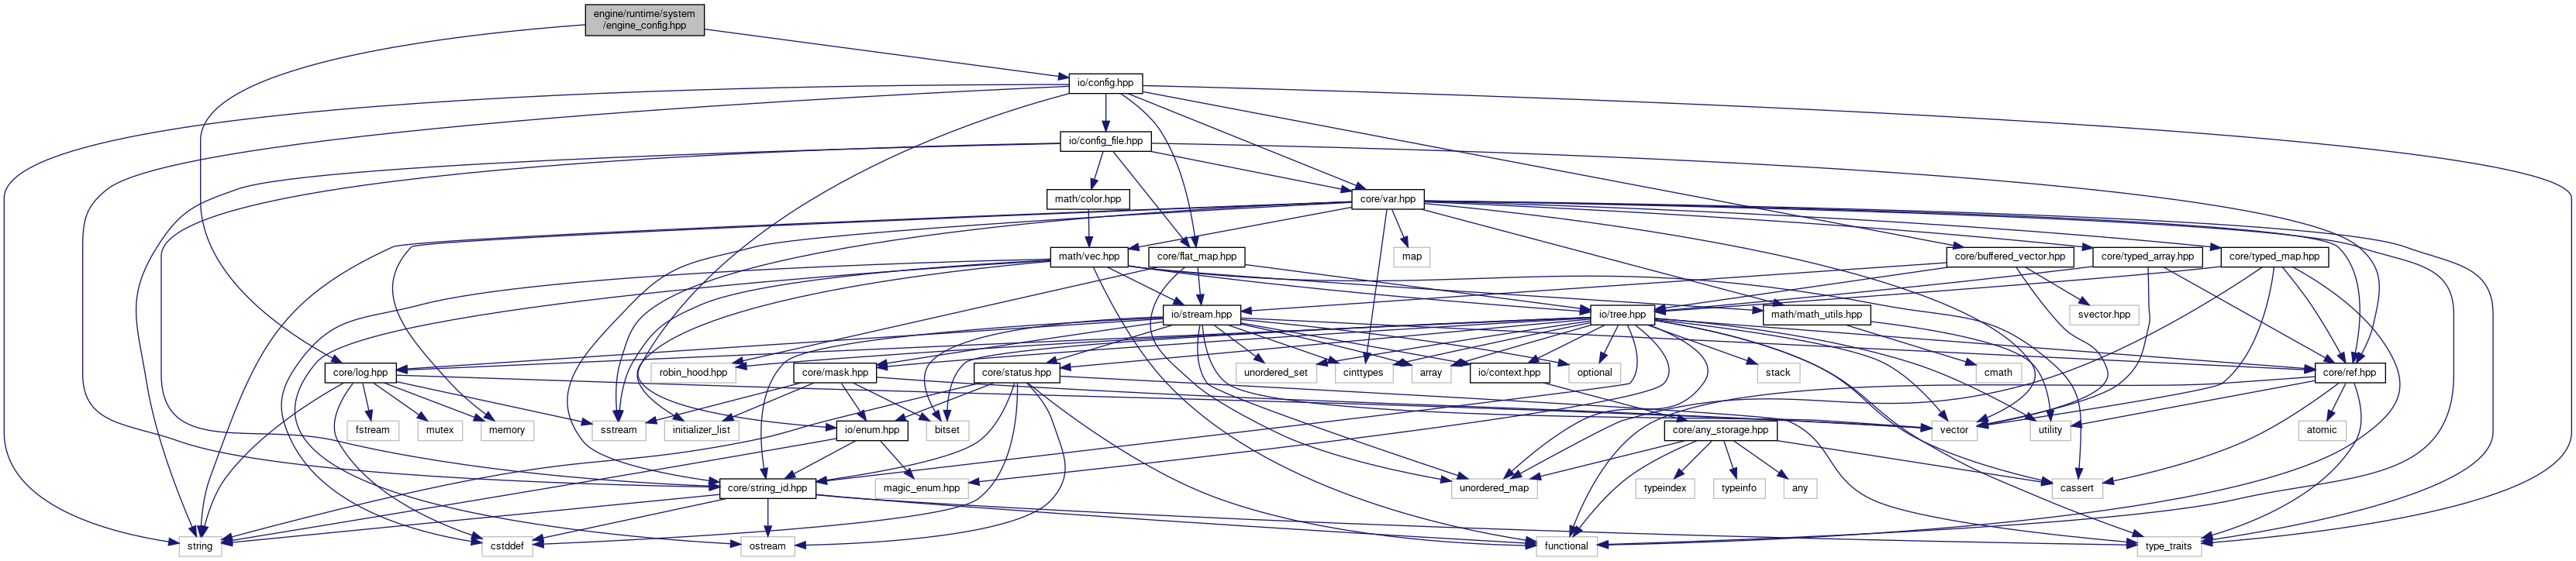 engine/runtime/system
/engine_config.hpp
io/config.hpp
io/config_file.hpp
math/color.hpp
core/var.hpp
math/vec.hpp
core/flat_map.hpp
map
core/buffered_vector.hpp
core/typed_array.hpp
core/typed_map.hpp
io/stream.hpp
io/tree.hpp
math/math_utils.hpp
svector.hpp
core/log.hpp
robin_hood.hpp
core/mask.hpp
core/status.hpp
unordered_set
cinttypes
array
io/context.hpp
optional
stack
cmath
core/ref.hpp
fstream
mutex
memory
sstream
initializer_list
io/enum.hpp
bitset
core/any_storage.hpp
vector
utility
atomic
core/string_id.hpp
magic_enum.hpp
unordered_map
typeindex
typeinfo
any
cassert
string
cstddef
ostream
functional
type_traits